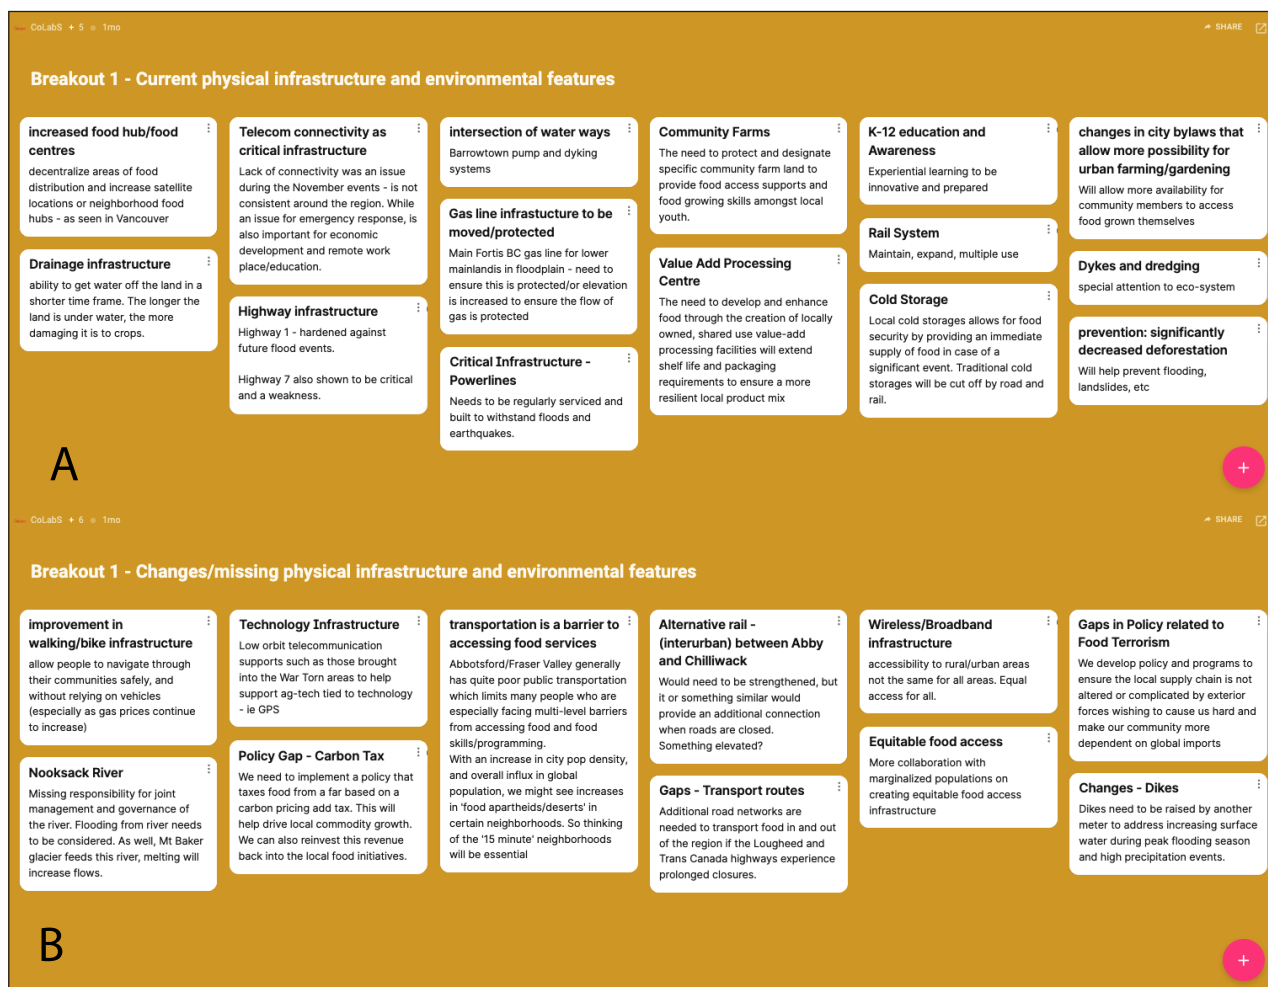 CoLabS + 5 1mo
SHARE
Breakout 1 - Current physical infrastructure and environmental features
increased food hub/food
centres
decentralize areas of food
distribution and increase satellite
locations or neighborhood food
hubs - as seen in Vancouver
Drainage infrastructure
ability to get water off the land in a
shorter time frame. The longer the
land is under water, the more
damaging it is to crops.
Telecom connectivity as
critical infrastructure
Lack of connectivity was an issue
during the November events - is not
consistent around the region. While
an issue for emergency response, is
also important for economic
development and remote work
place/education.
Highway infrastructure
Highway 1 - hardened against
future flood events.
Highway 7 also shown to be critical
and a weakness.
intersection of water ways
Barrowtown pump and dyking
systems
Gas line infrastucture to be
moved/protected
Main Fortis BC gas line for lower
mainlandis in floodplain - need to
ensure this is protected/or elevation
is increased to ensure the flow of
gas is protected
Critical Infrastructure -
Powerlines
Needs to be regularly serviced and
built to withstand floods and
earthquakes.
Community Farms
The need to protect and designate
specific community farm land to
provide food access supports and
food growing skills amongst local
youth.
Value Add Processing
Centre
The need to develop and enhance
food through the creation of locally
owned, shared use value-add
processing facilities will extend
shelf life and packaging
requirements to ensure a more
resilient local product mix
K-12 education and
Awareness
Experiential learning to be
innovative and prepared
Rail System
Maintain, expand, multiple use
Cold Storage
Local cold storages allows for food
security by providing an immediate
supply of food in case of a
significant event. Traditional cold
storages will be cut off by road and
rail.
changes in city bylaws that
allow more possibility for
urban farming/gardening
Will allow more availability for
community members to access
food grown themselves
Dykes and dredging
special attention to eco-system
prevention: significantly
decreased deforestation
Will help prevent flooding,
landslides, etc
A
CoLabS + 6 1mo
SHARE
Breakout 1 - Changes/missing physical infrastructure and environmental features
improvement in
walking/bike infrastructure
allow people to navigate through
their communities safely, and
without relying on vehicles
(especially as gas prices continue
to increase)
Nooksack River
Missing responsibility for joint
management and governance of
the river. Flooding from river needs
to be considered. As well, Mt Baker
glacier feeds this river, melting will
increase flows.
Technology Infrastructure
Low orbit telecommunication
supports such as those brought
into the War Torn areas to help
support ag-tech tied to technology
- ie GPS
Policy Gap - Carbon Tax
We need to implement a policy that
taxes food from a far based on a
carbon pricing add tax. This will
help drive local commodity growth.
We can also reinvest this revenue
back into the local food initiatives.
transportation is a barrier to
accessing food services
Abbotsford/Fraser Valley generally
has quite poor public transportation
which limits many people who are
especially facing multi-level barriers
from accessing food and food
skills/programming.
With an increase in city pop density,
and overall influx in global
population, we might see increases
in 'food apartheids/deserts' in
certain neighborhoods. So thinking
of the '15 minute' neighborhoods
will be essential
Alternative rail -
(interurban) between Abby
and Chilliwack
Would need to be strengthened, but
it or something similar would
provide an additional connection
when roads are closed.
Something elevated?
Gaps - Transport routes
Additional road networks are
needed to transport food in and out
of the region if the Lougheed and
Trans Canada highways experience
prolonged closures.
Wireless/Broadband
infrastructure
accessibility to rural/urban areas
not the same for all areas. Equal
access for all.
Equitable food access
More collaboration with
marginalized populations on
creating equitable food access
infrastructure
Gaps in Policy related to
Food Terrorism
We develop policy and programs to
ensure the local supply chain is not
altered or complicated by exterior
forces wishing to cause us hard and
make our community more
dependent on global imports
Changes - Dikes
Dikes need to be raised by another
meter to address increasing surface
water during peak flooding season
and high precipitation events.
B